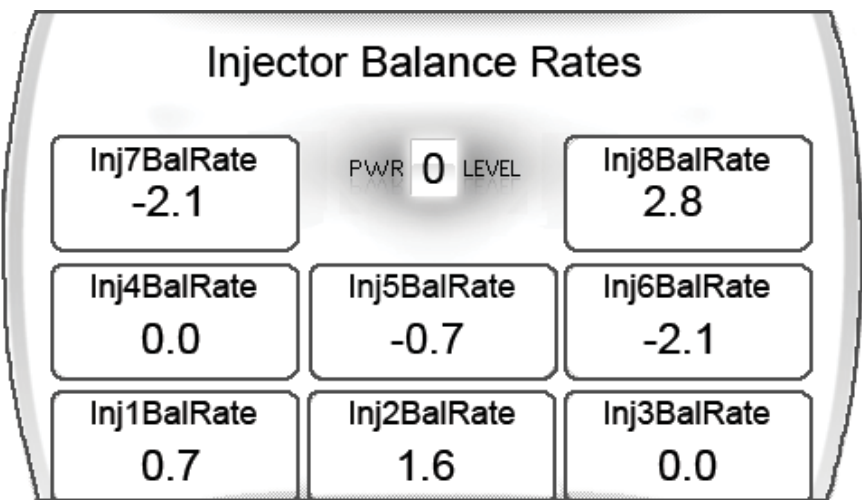 Injector Balance Rates
Inj7BalRate
-2.1
PWR 0 LEVEL
Inj8BalRate
2.8
Inj4BalRate
0.0
Inj5BalRate
-0.7
Inj6BalRate
-2.1
Inj1BalRate
0.7
Inj2BalRate
1.6
Inj3BalRate
0.0